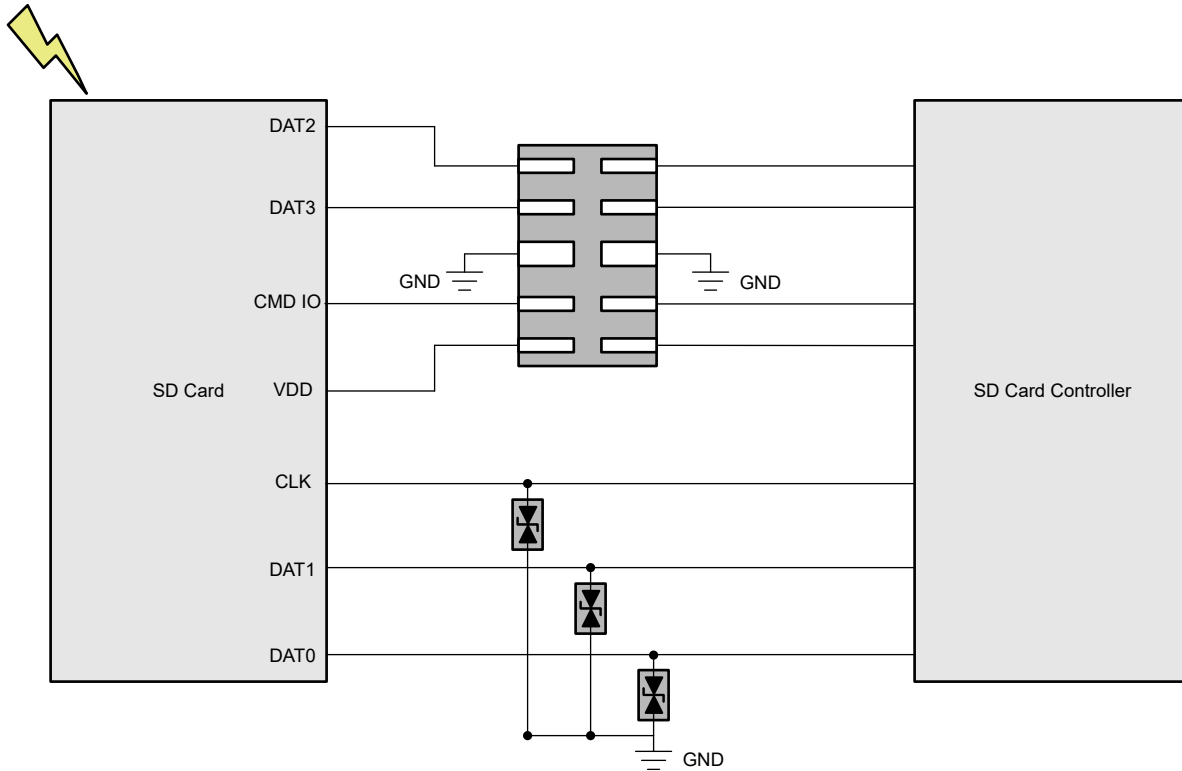 DAT2
DAT3
GND
GND
CMD IO
SD Card
VDD
SD Card Controller
CLK
DAT1
DAT0
GND